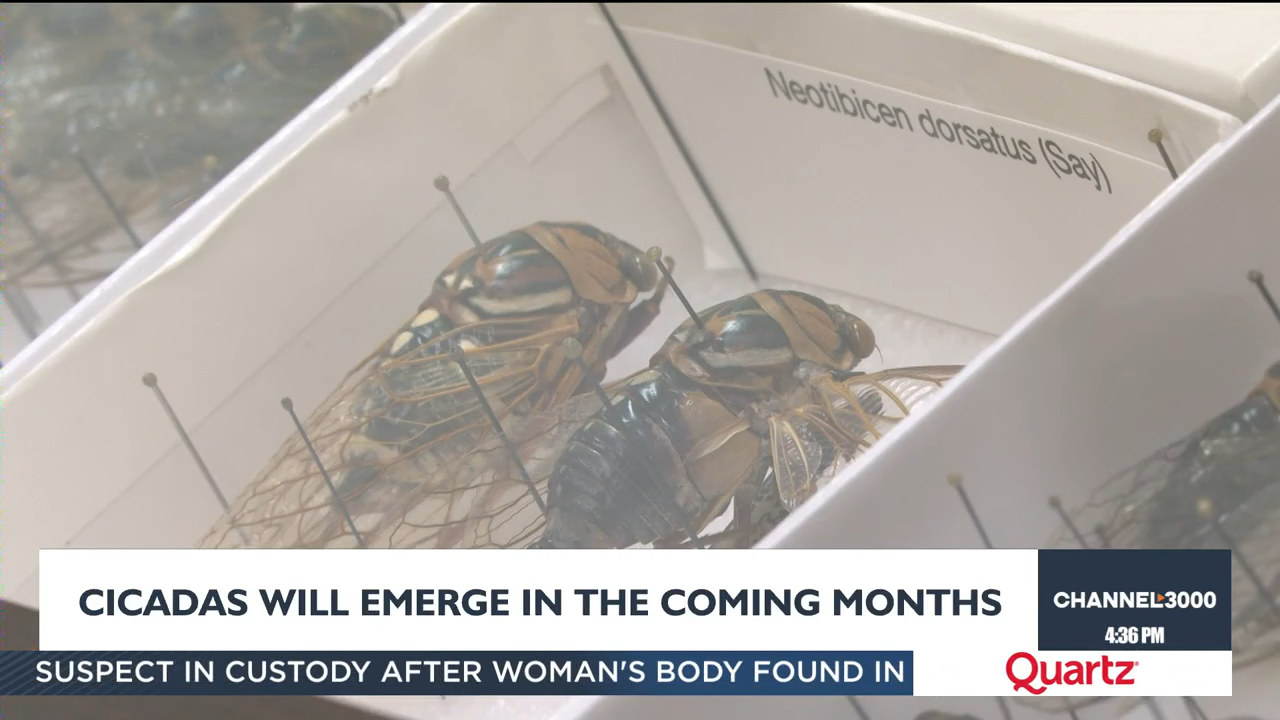 Neotibicen dorsatus (Say)
CICADAS WILL EMERGE IN THE COMING MONTHS
CHANNEL3000
4:36 PM
SUSPECT IN CUSTODY AFTER WOMAN'S BODY FOUND IN
Quartz